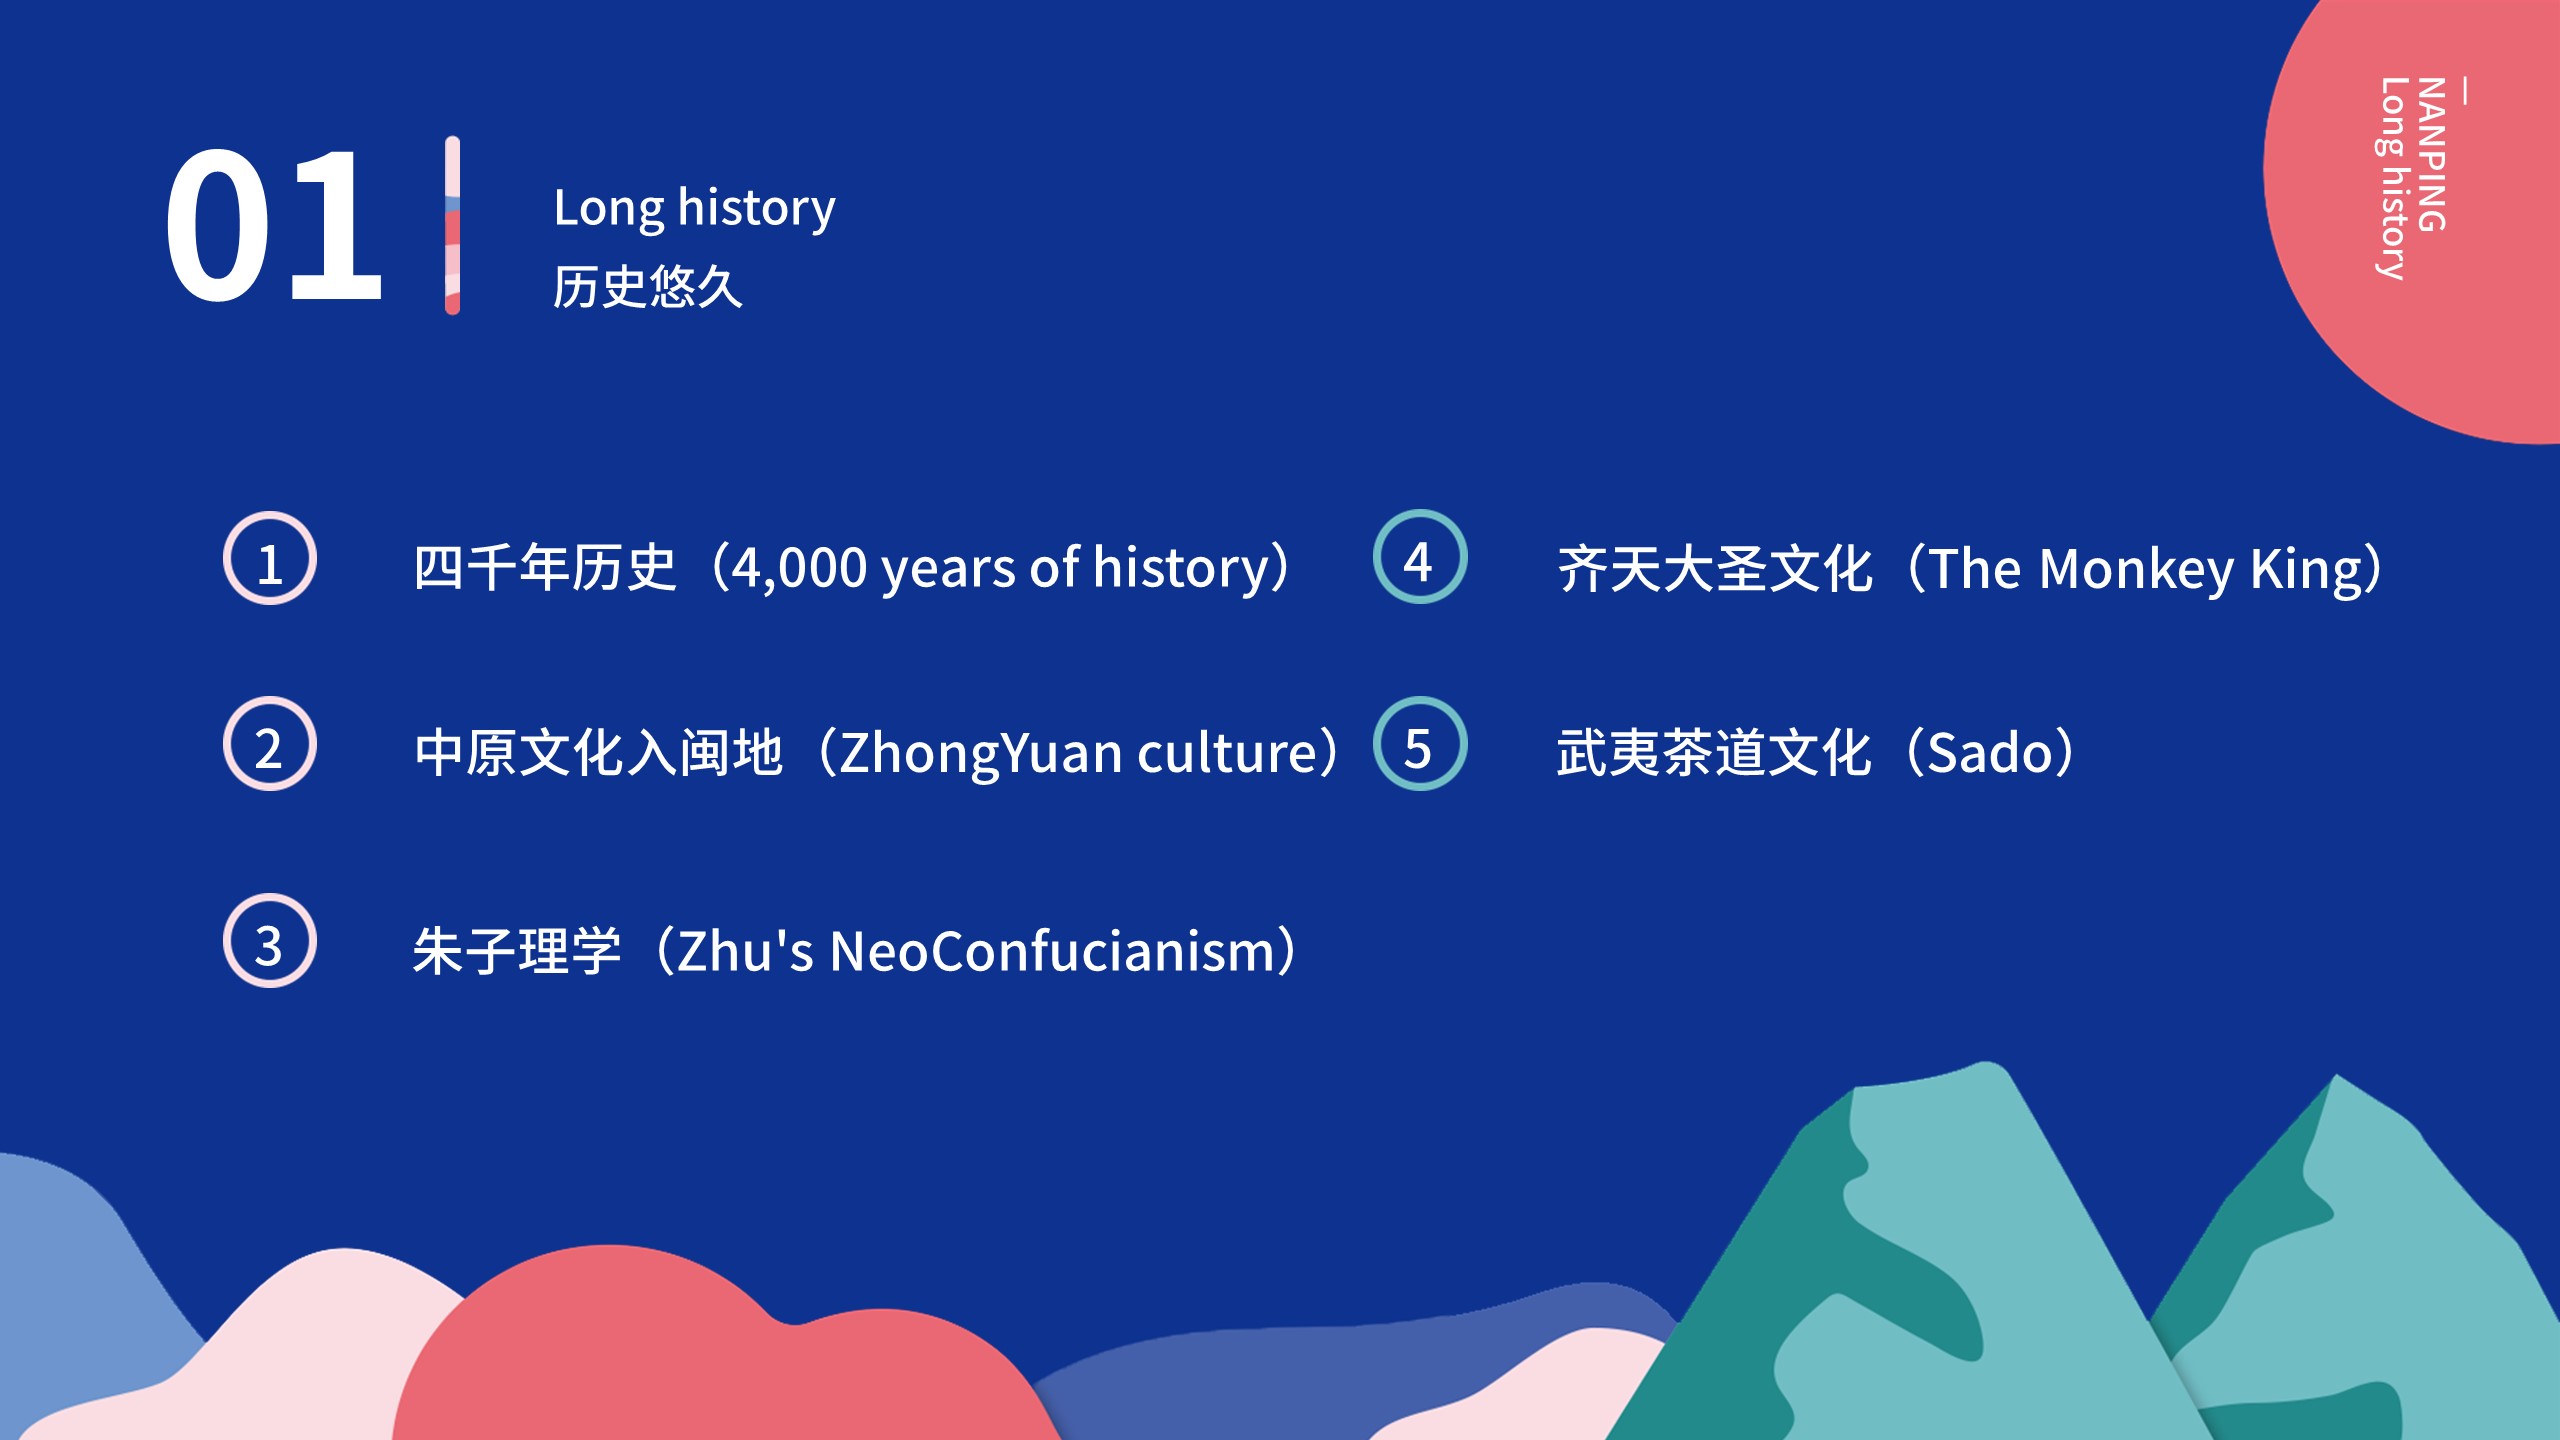 01
Long history
历史悠久
NANPING
Long history
1 四千年历史（4,000 years of history）
2 中原文化入闽地（ZhongYuan culture）
3 朱子理学（Zhu's NeoConfucianism）
4 齐天大圣文化（The Monkey King）
5 武夷茶道文化（Sado）